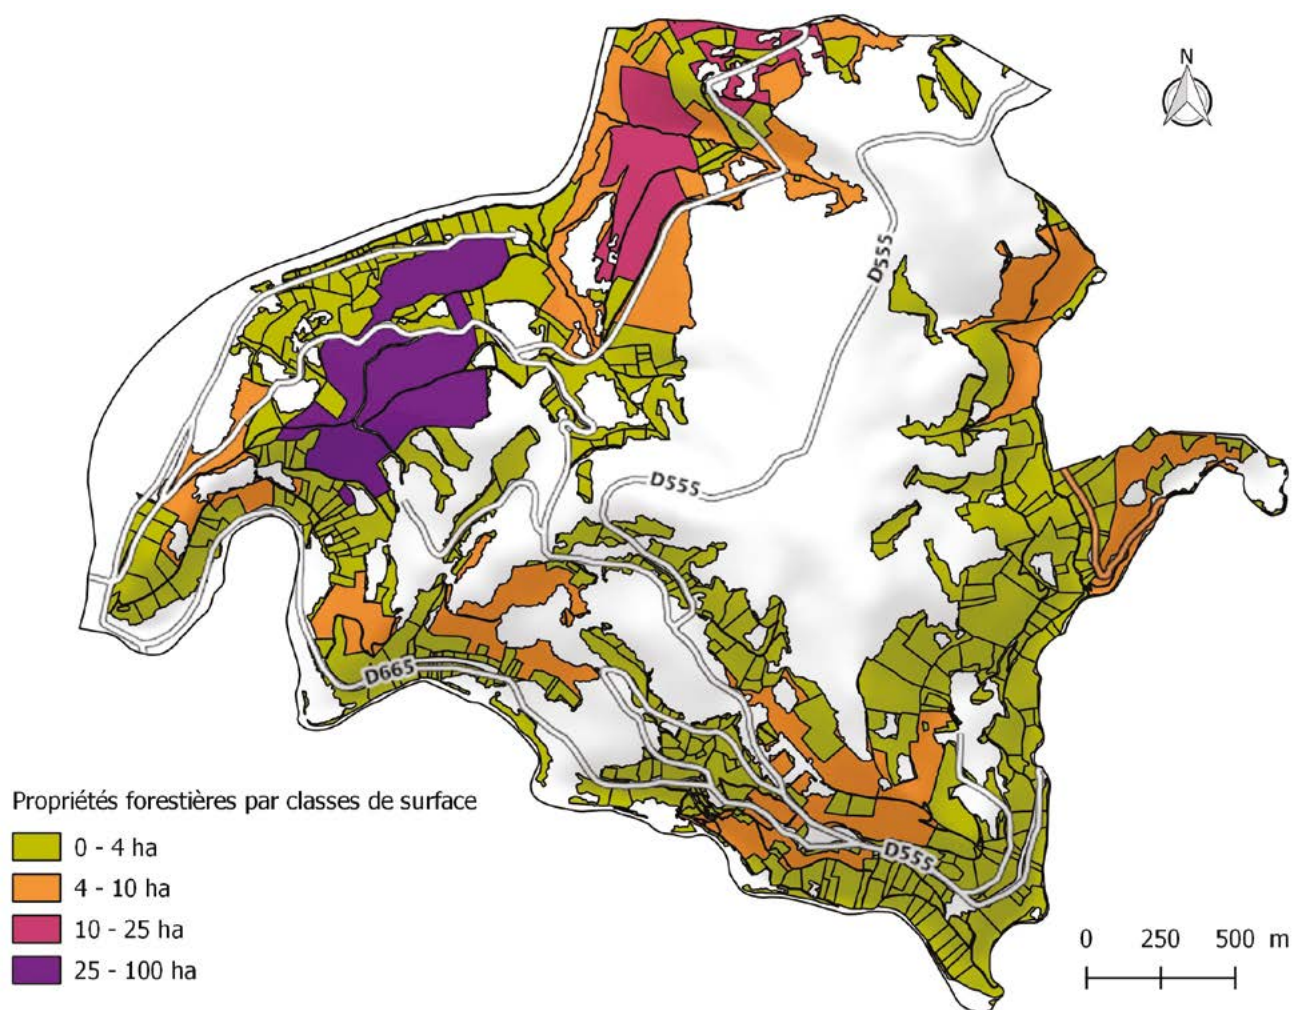 N
D555
D555
D665
D555
Propriétés forestières par classes de surface
0 - 4 ha
4 - 10 ha
10 - 25 ha
25 - 100 ha
0 250 500 m